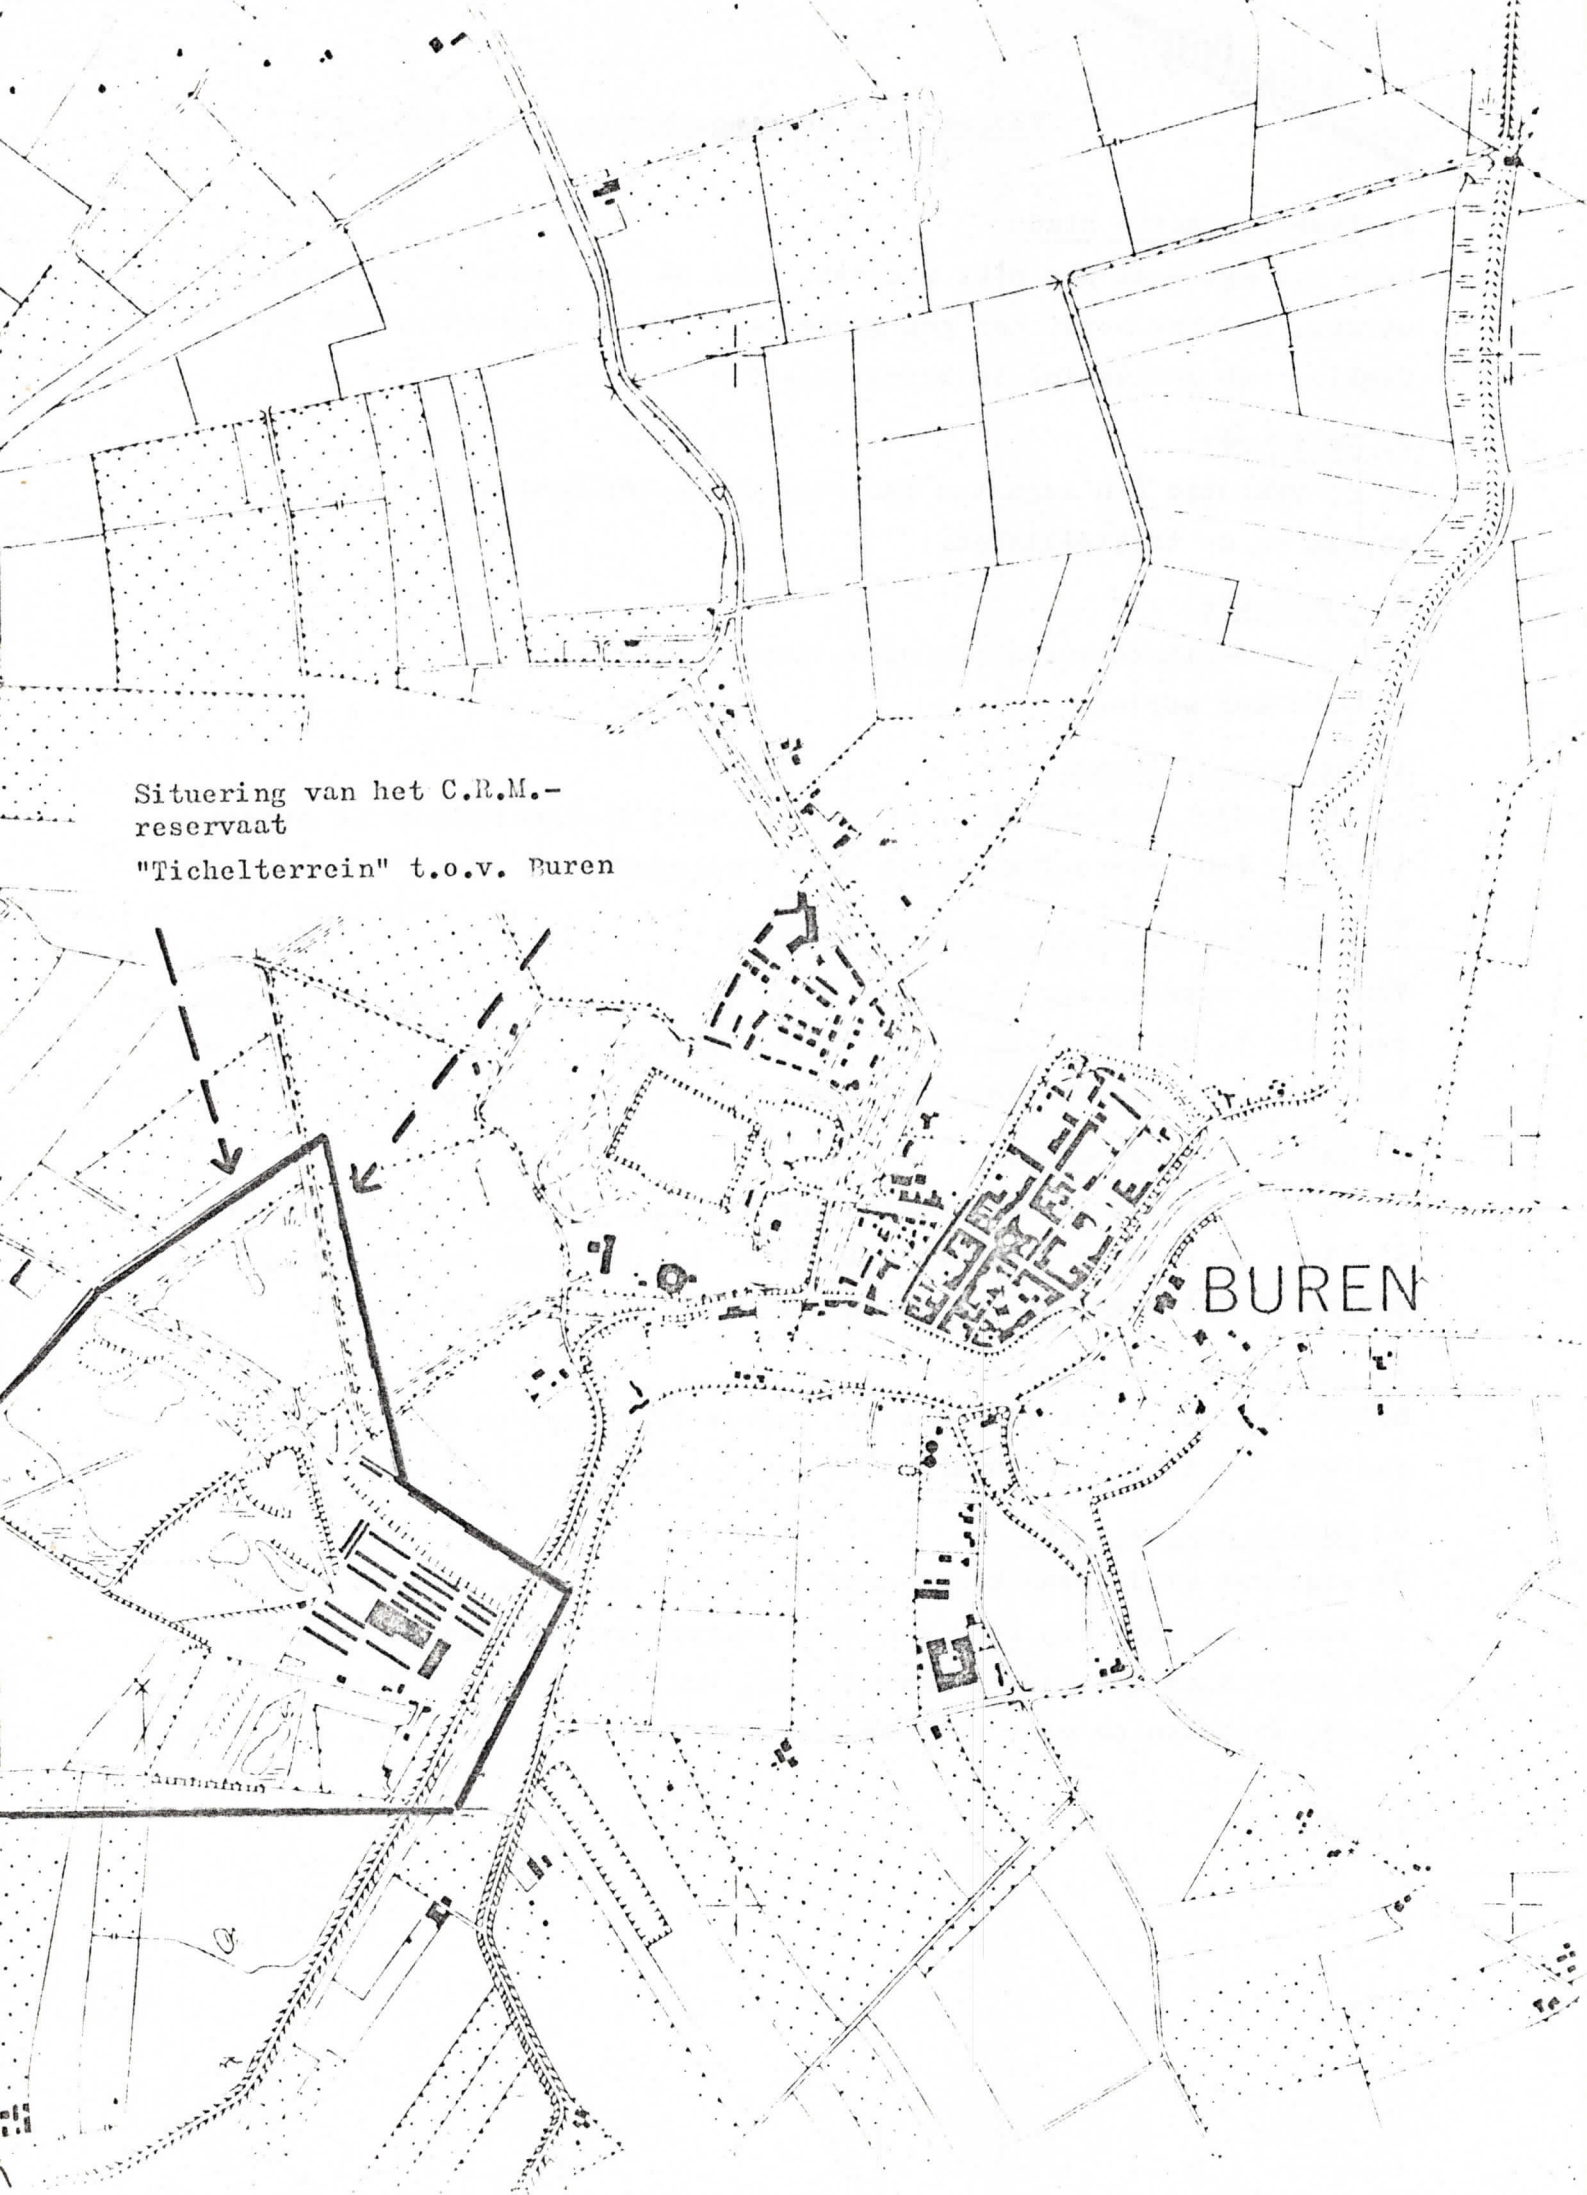 Situering van het C.R.M.-
reservaat
"Tichelterrein" t.o.v. Buren
BUREN